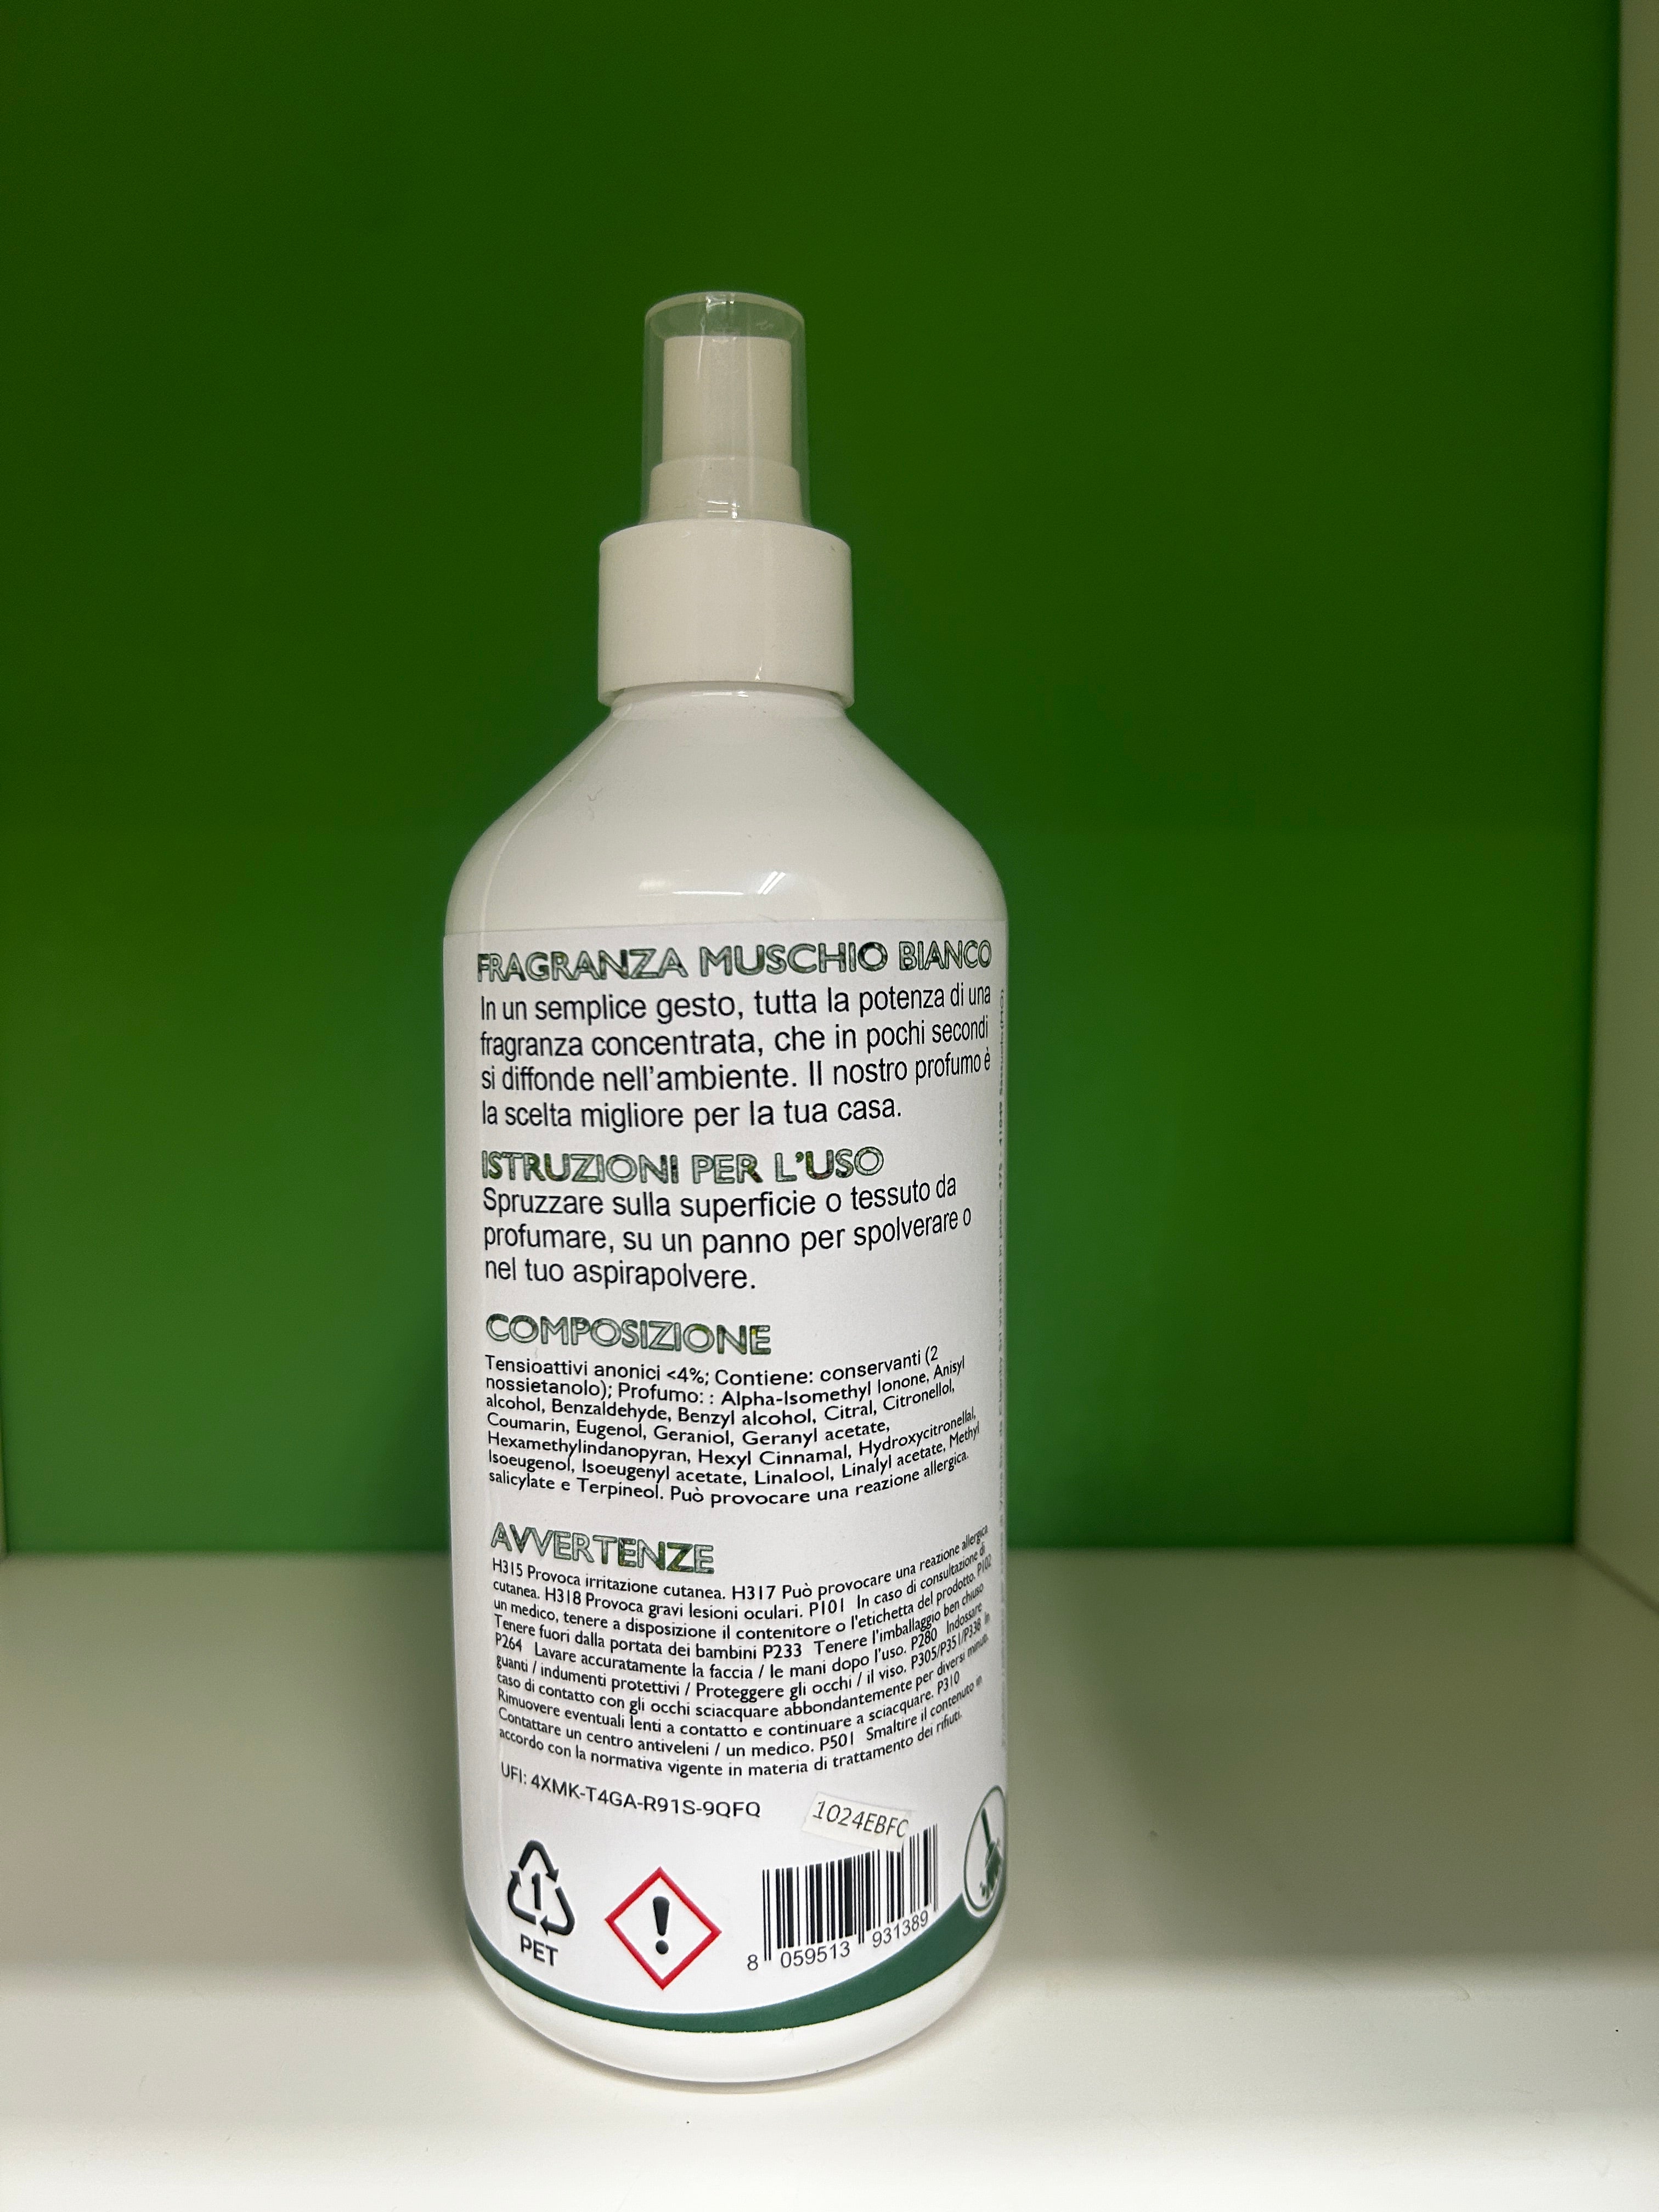 FRAGRANZA MUSCHIO BIANCO
In un semplice gesto, tutta la potenza di una
fragranza concentrata, che in pochi secondi
si diffonde nell'ambiente. Il nostro profumo è
la scelta migliore per la tua casa.
ISTRUZIONI PER L'USO
Spruzzare sulla superficie o tessuto da
profumare, su un panno per spolverare o
nel tuo aspirapolvere.
COMPOSIZIONE
Tensioattivi anonici <4%; Contiene: conservanti (2
nossietanolo); Profumo: : Alpha-Isomethyl Ionone, Anisyl
alcohol, Benzaldehyde, Benzyl alcohol, Citral, Citronellol,
Coumarin, Eugenol, Geraniol, Geranyl acetate,
Hexamethylindanopyran, Hexyl Cinnamal, Hydroxycitronellal,
Isoeugenol, Isoeugenyl acetate, Linalool, Linalyl acetate, Methyl
salicylate e Terpineol. Può provocare una reazione allergica.
AVVERTENZE
H315 Provoca irritazione cutanea. H317 Può provocare una reazione allergica
cutanea. H318 Provoca gravi lesioni oculari. P101 In caso di consultazione di
un medico, tenere a disposizione il contenitore o l'etichetta del prodotto. P102
Tenere fuori dalla portata dei bambini P233 Tenere l'imballaggio ben chiuso
P264 Lavare accuratamente la faccia / le mani dopo l'uso. P280 Indossare
guanti / indumenti protettivi / Proteggere gli occhi / il viso. P305/P351/P338 In
caso di contatto con gli occhi sciacquare abbondantemente per diversi minuti.
Rimuovere eventuali lenti a contatto e continuare a sciacquare. P310
Contattare un centro antiveleni / un medico. P501 Smaltire il contenuto in
accordo con la normativa vigente in materia di trattamento dei rifiuti.
UFI: 4XMK-T4GA-R91S-9QFQ
1024EBFC
1
PET
!
8 059513 931389